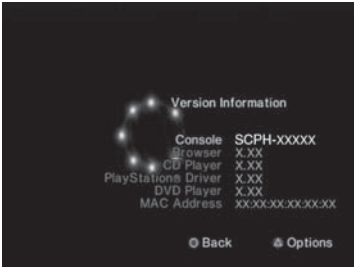 Version Information
Console SCPH-XXXXX
Browser X.XX
CD Player X.XX
PlayStation® Driver X.XX
DVD Player X.XX
MAC Address xx:xx:xx:xx:xx:xx
Back Options